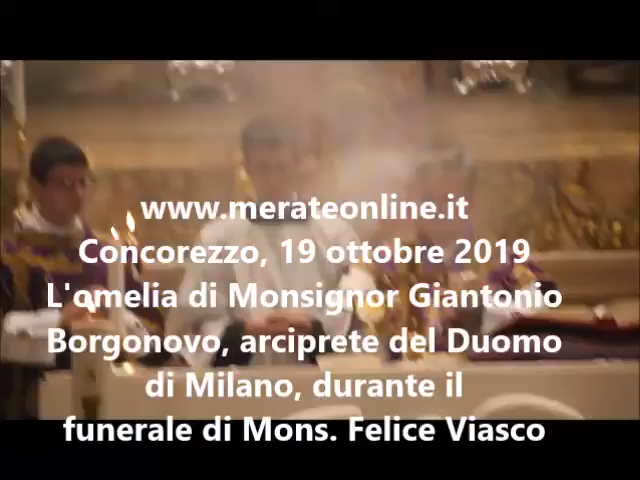 www.merateonline.it
Concorezzo, 19 ottobre 2019
L'omelia di Monsignor Giantonio
Borgonovo, arciprete del Duomo
di Milano, durante il
funerale di Mons. Felice Viasco